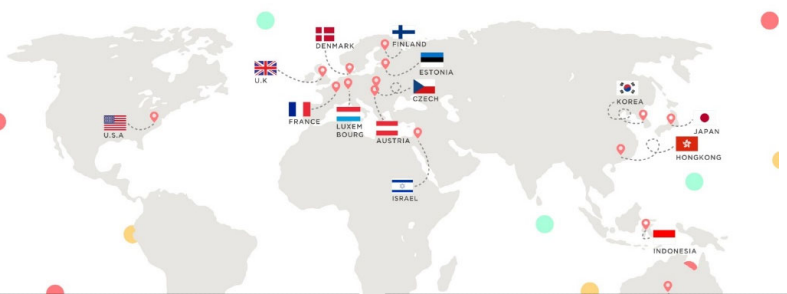 DENMARK
FINLAND
U.K
ESTONIA
CZECH
KOREA
FRANCE
U.S.A
LUXEM
BOURG
AUSTRIA
JAPAN
HONGKONG
ISRAEL
INDONESIA